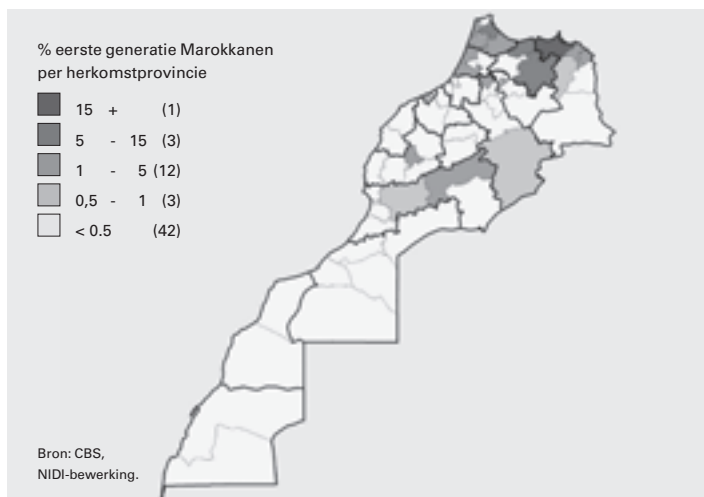 % eerste generatie Marokkanen
per herkomstprovincie
15 + (1)
5 - 15 (3)
1 - 5 (12)
0,5 - 1 (3)
< 0.5 (42)
Bron: CBS,
NIDI-bewerking.